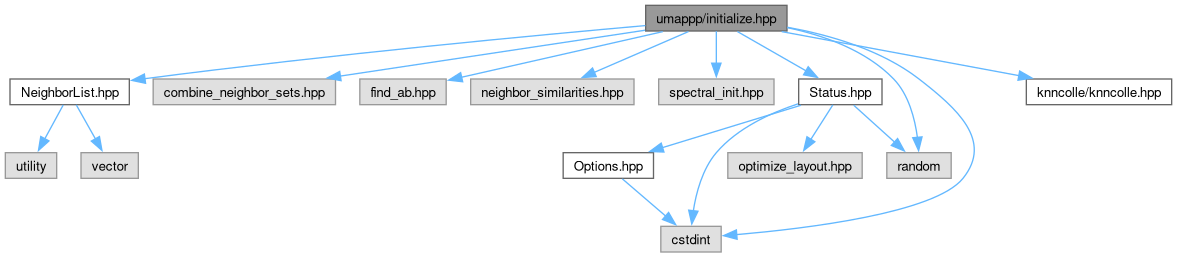 umappp/initialize.hpp
NeighborList.hpp
combine_neighbor_sets.hpp
find_ab.hpp
neighbor_similarities.hpp
spectral_init.hpp
Status.hpp
knncolle/knncolle.hpp
utility
vector
Options.hpp
optimize_layout.hpp
random
cstdint